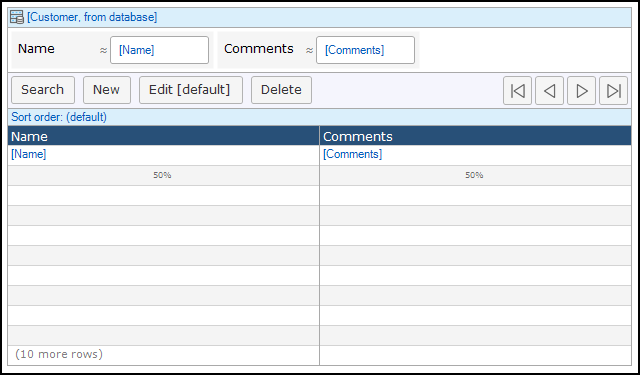 [Customer, from database]
Name ≈ [Name] Comments ≈ [Comments]
Search New Edit [default] Delete
Sort order: (default)
Name Comments
[Name] [Comments]
50% 50%
(10 more rows)